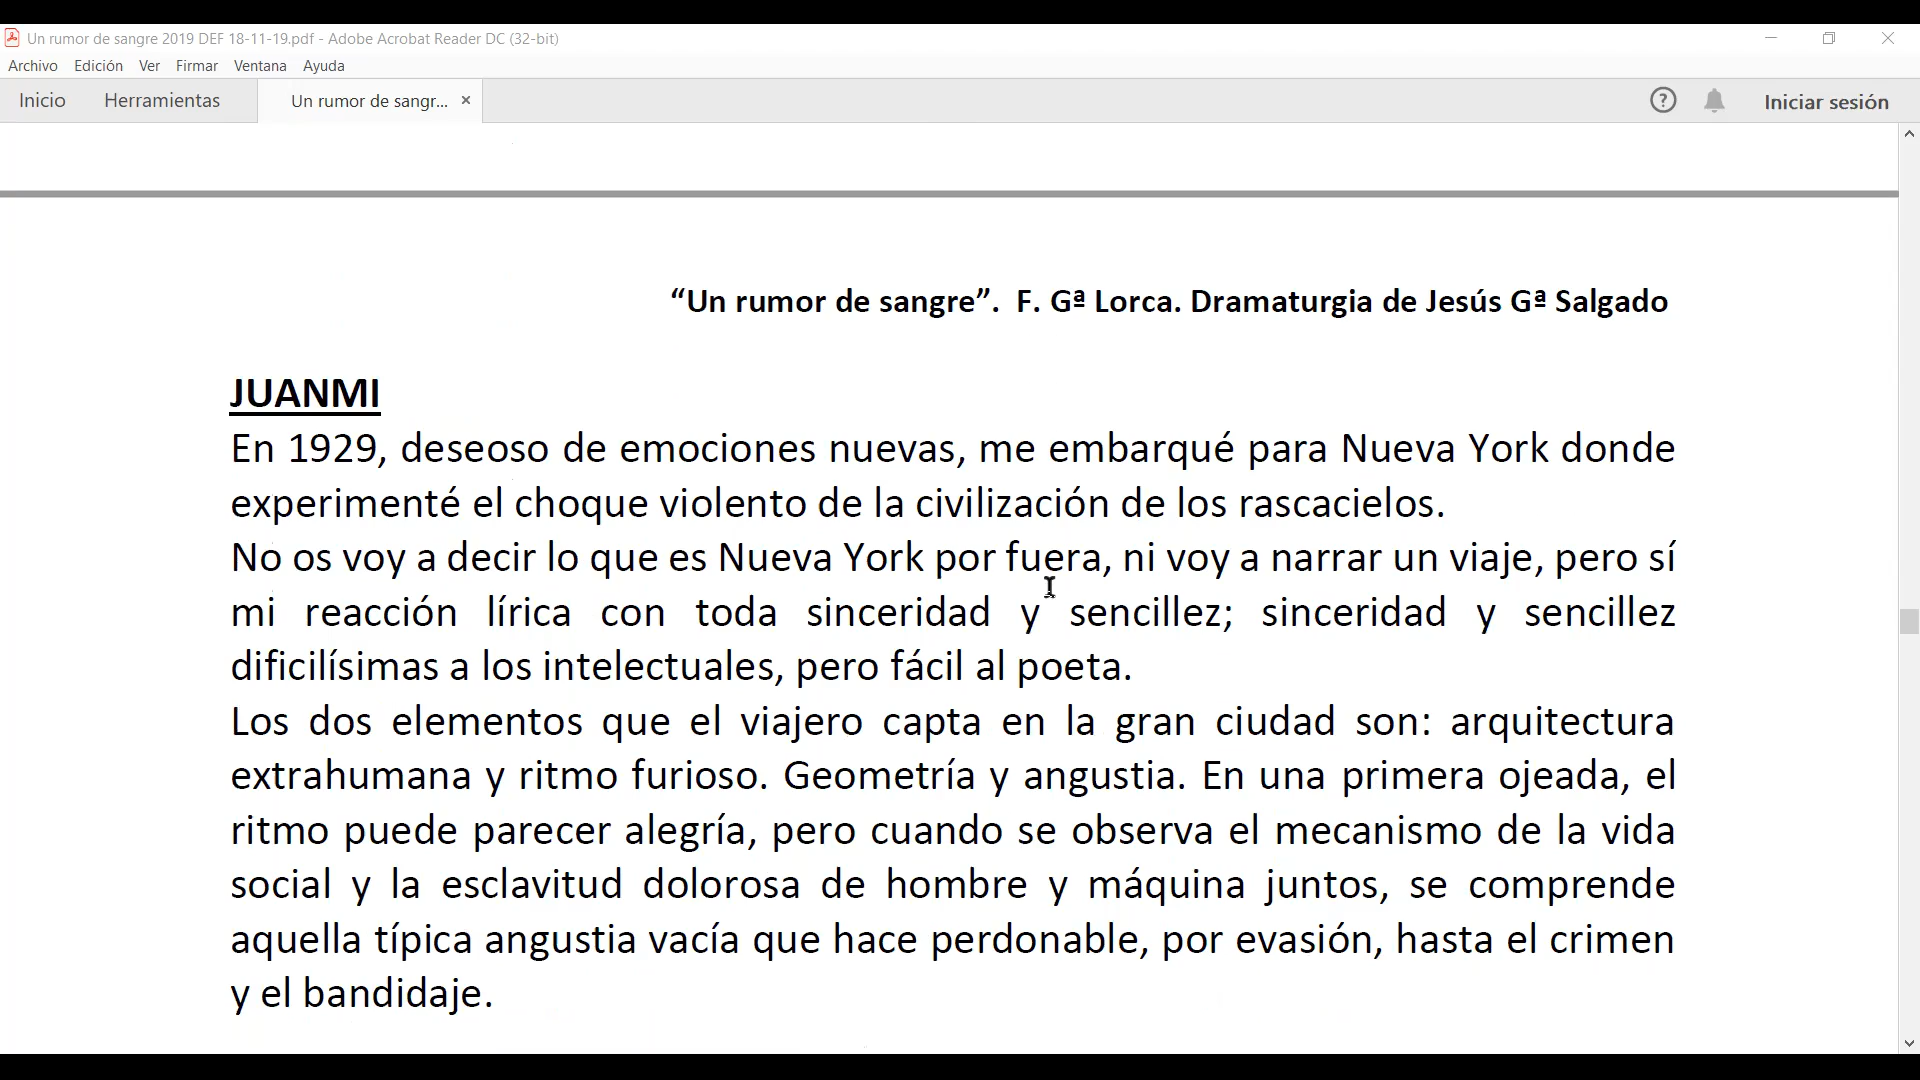 Un rumor de sangre 2019 DEF 18-11-19.pdf - Adobe Acrobat Reader DC (32-bit)
Archivo Edición Ver Firmar Ventana Ayuda
Inicio Herramientas Un rumor de sangr... × ? Iniciar sesión
“Un rumor de sangre”. F. Gª Lorca. Dramaturgia de Jesús Gª Salgado
JUANMI
En 1929, deseoso de emociones nuevas, me embarqué para Nueva York donde
experimenté el choque violento de la civilización de los rascacielos.
No os voy a decir lo que es Nueva York por fuera, ni voy a narrar un viaje, pero sí
mi reacción lírica con toda sinceridad y sencillez; sinceridad y sencillez
dificilísimas a los intelectuales, pero fácil al poeta.
Los dos elementos que el viajero capta en la gran ciudad son: arquitectura
extrahumana y ritmo furioso. Geometría y angustia. En una primera ojeada, el
ritmo puede parecer alegría, pero cuando se observa el mecanismo de la vida
social y la esclavitud dolorosa de hombre y máquina juntos, se comprende
aquella típica angustia vacía que hace perdonable, por evasión, hasta el crimen
y el bandidaje.